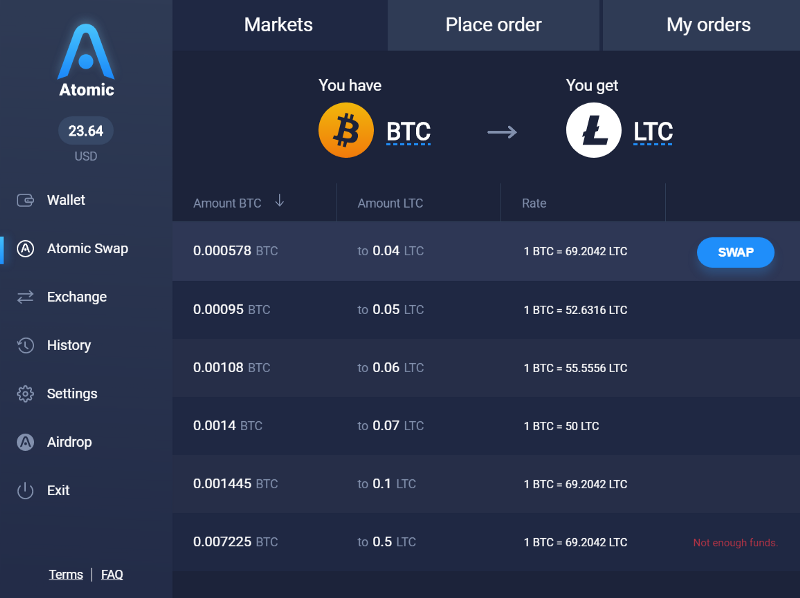 Atomic
23.64
USD
Wallet
Atomic Swap
Exchange
History
Settings
Airdrop
Exit
Terms | FAQ
Markets
Place order
My orders
You have
BTC
You get
LTC
Amount BTC Amount LTC Rate
0.000578 BTC to 0.04 LTC 1 BTC = 69.2042 LTC SWAP
0.00095 BTC to 0.05 LTC 1 BTC = 52.6316 LTC
0.00108 BTC to 0.06 LTC 1 BTC = 55.5556 LTC
0.0014 BTC to 0.07 LTC 1 BTC = 50 LTC
0.001445 BTC to 0.1 LTC 1 BTC = 69.2042 LTC
0.007225 BTC to 0.5 LTC 1 BTC = 69.2042 LTC Not enough funds.